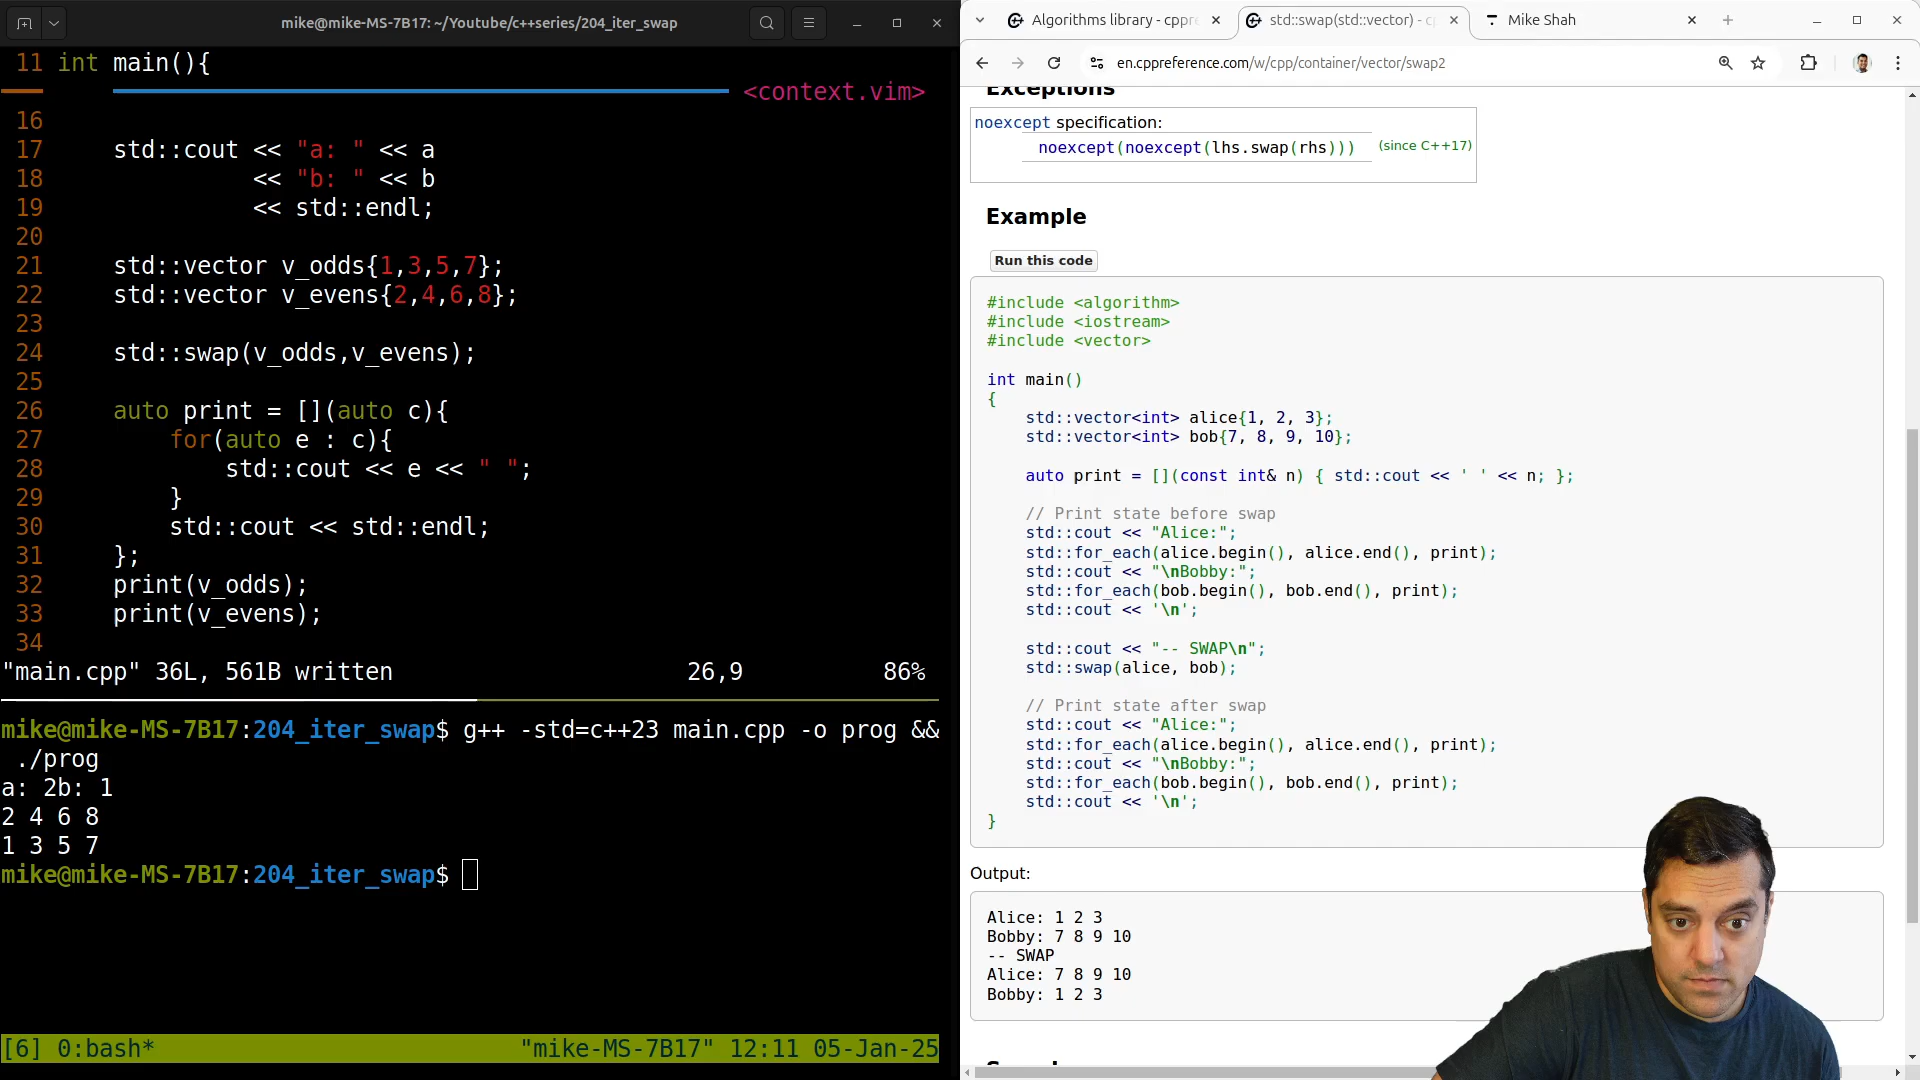 mike@mike-MS-7B17: ~/Youtube/c++series/204_iter_swap
11 int main(){
<context.vim>
16
17     std::cout << "a: " << a
18               << "b: " << b
19               << std::endl;
20
21     std::vector v_odds{1,3,5,7};
22     std::vector v_evens{2,4,6,8};
23
24     std::swap(v_odds,v_evens);
25
26     auto print = [](auto c){
27         for(auto e : c){
28             std::cout << e << " ";
29         }
30         std::cout << std::endl;
31     };
32     print(v_odds);
33     print(v_evens);
34
"main.cpp" 36L, 561B written 26,9 86%
mike@mike-MS-7B17:204_iter_swap$ g++ -std=c++23 main.cpp -o prog &&
 ./prog
a: 2b: 1
2 4 6 8
1 3 5 7
mike@mike-MS-7B17:204_iter_swap$
[6] 0:bash* "mike-MS-7B17" 12:11 05-Jan-25
Algorithms library - cppre
std::swap(std::vector) - c
Mike Shah
en.cppreference.com/w/cpp/container/vector/swap2
Exceptions
noexcept specification:
noexcept(noexcept(lhs.swap(rhs))) (since C++17)
Example
Run this code
#include <algorithm>
#include <iostream>
#include <vector>
int main()
{
    std::vector<int> alice{1, 2, 3};
    std::vector<int> bob{7, 8, 9, 10};
    auto print = [](const int& n) { std::cout << ' ' << n; };
    // Print state before swap
    std::cout << "Alice:";
    std::for_each(alice.begin(), alice.end(), print);
    std::cout << "\nBobby:";
    std::for_each(bob.begin(), bob.end(), print);
    std::cout << '\n';
    std::cout << "-- SWAP\n";
    std::swap(alice, bob);
    // Print state after swap
    std::cout << "Alice:";
    std::for_each(alice.begin(), alice.end(), print);
    std::cout << "\nBobby:";
    std::for_each(bob.begin(), bob.end(), print);
    std::cout << '\n';
}
Output:
Alice: 1 2 3
Bobby: 7 8 9 10
-- SWAP
Alice: 7 8 9 10
Bobby: 1 2 3